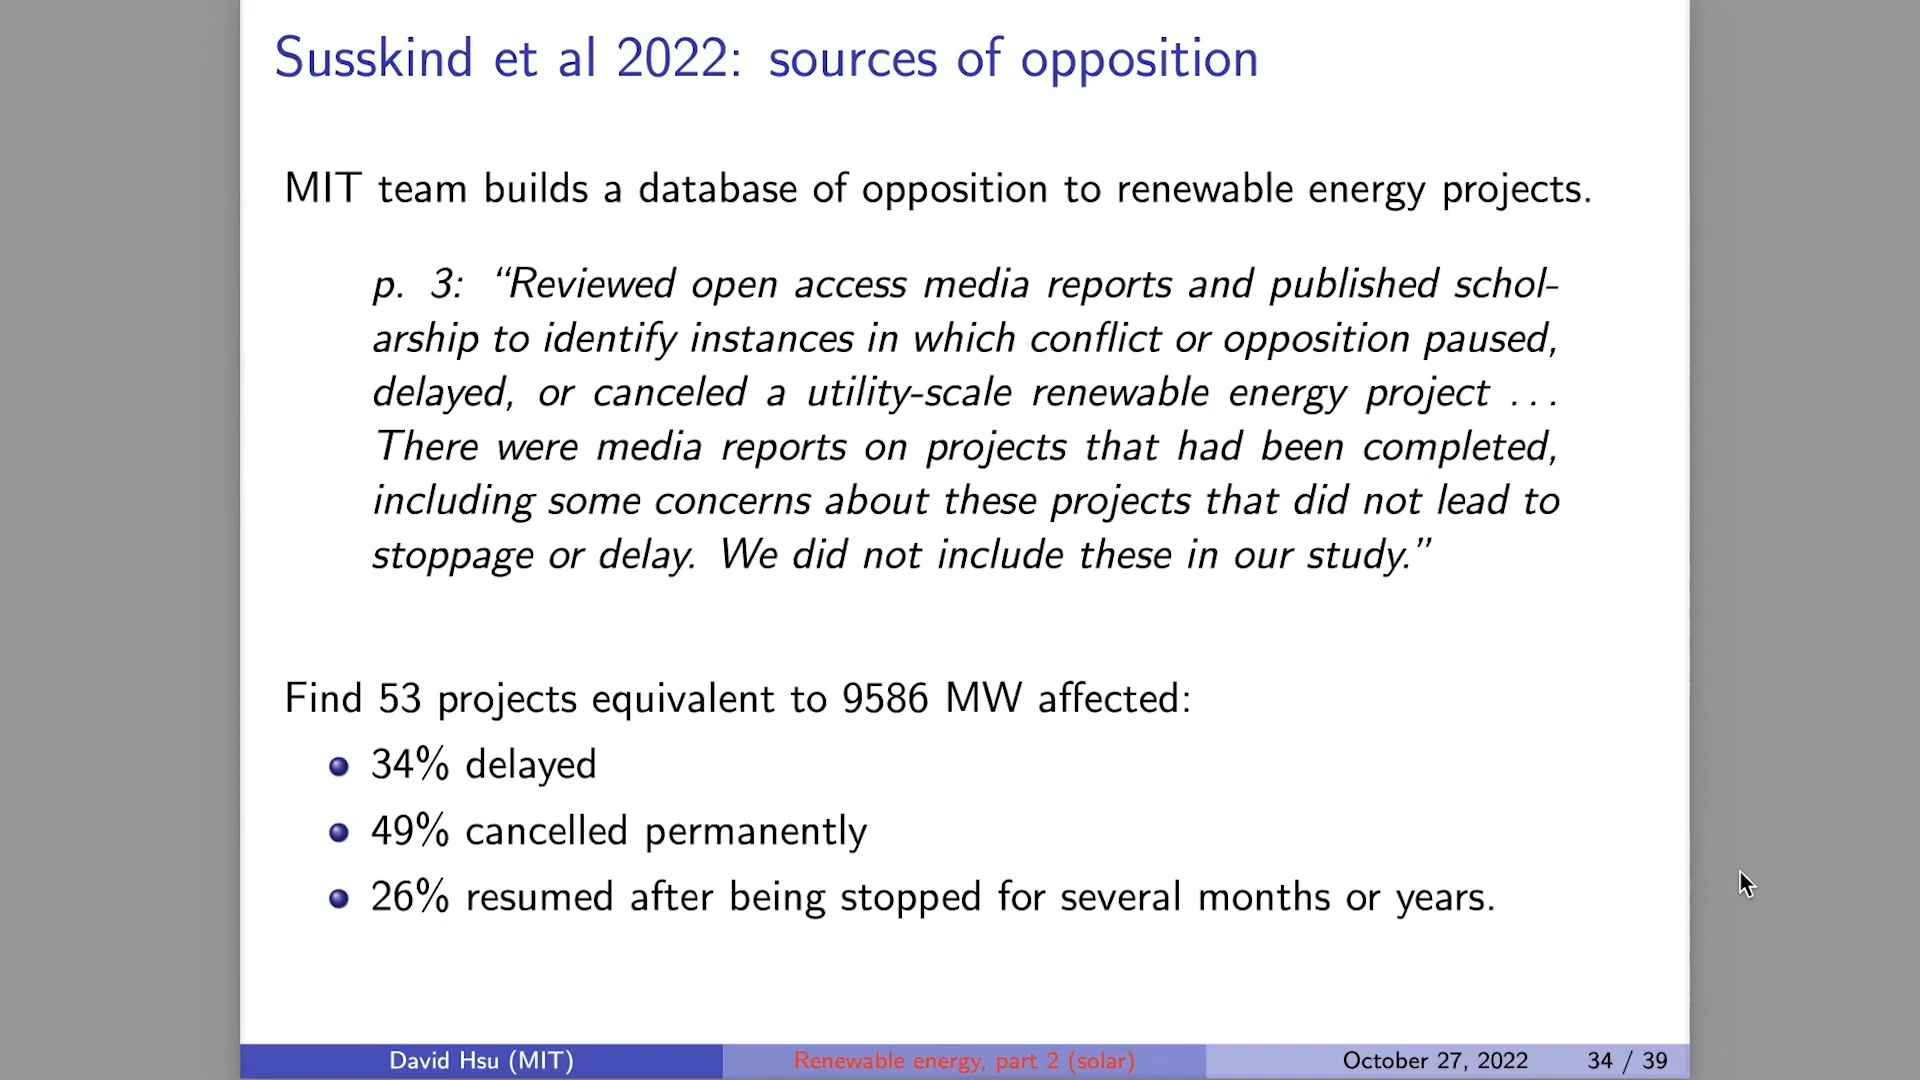 Susskind et al 2022: sources of opposition
MIT team builds a database of opposition to renewable energy projects.
p. 3: “Reviewed open access media reports and published schol-
arship to identify instances in which conflict or opposition paused,
delayed, or canceled a utility-scale renewable energy project . . .
There were media reports on projects that had been completed,
including some concerns about these projects that did not lead to
stoppage or delay. We did not include these in our study.”
Find 53 projects equivalent to 9586 MW affected:
34% delayed
49% cancelled permanently
26% resumed after being stopped for several months or years.
David Hsu (MIT) Renewable energy, part 2 (solar) October 27, 2022 34 / 39